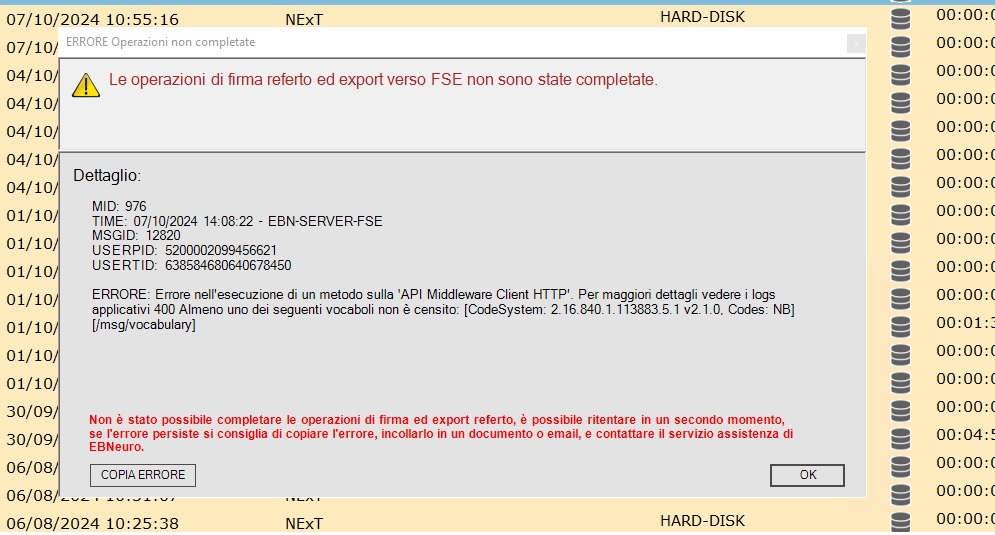 07/10/2024 10:55:16 NExT HARD-DISK 00:00:0
07/10/ ERRORE Operazioni non completate 00:00:0
04/10/ Le operazioni di firma referto ed export verso FSE non sono state completate. 00:00:0
04/10/ 00:00:0
04/10/ 00:00:0
04/10/ 00:00:0
04/10/ Dettaglio: 00:00:0
01/10/ MID: 976 00:00:0
TIME: 07/10/2024 14:08:22 - EBN-SERVER-FSE
01/10/ MSGID: 12820 00:00:0
USERPID: 5200002099456621
01/10/ USERTID: 638584680640678450 00:00:0
01/10/ ERRORE: Errore nell'esecuzione di un metodo sulla 'API Middleware Client HTTP'. Per maggiori dettagli vedere i logs 00:00:0
applicativi 400 Almeno uno dei seguenti vocaboli non è censito: [CodeSystem: 2.16.840.1.113883.5.1 v2.1.0, Codes: NB]
01/10/ [/msg/vocabulary] 00:01:3
01/10/ 00:00:0
01/10/ 00:00:0
30/09/ Non è stato possibile completare le operazioni di firma ed export referto, è possibile ritentare in un secondo momento, 00:00:0
30/09/ se l'errore persiste si consiglia di copiare l'errore, incollarlo in un documento o email, e contattare il servizio assistenza di 00:04:5
EBNeuro.
06/08/ COPIA ERRORE OK 00:00:0
06/08/2024 10:31:07 NExT 00:00:0
06/08/2024 10:25:38 NExT HARD-DISK 00:00:0